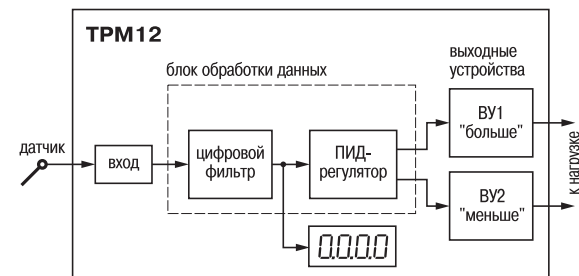 ТРМ12
выходные
устройства
блок обработки данных
ВУ1
"больше"
датчик
вход
цифровой
фильтр
ПИД-
регулятор
ВУ2
"меньше"
к нагрузке
0.0.0.0